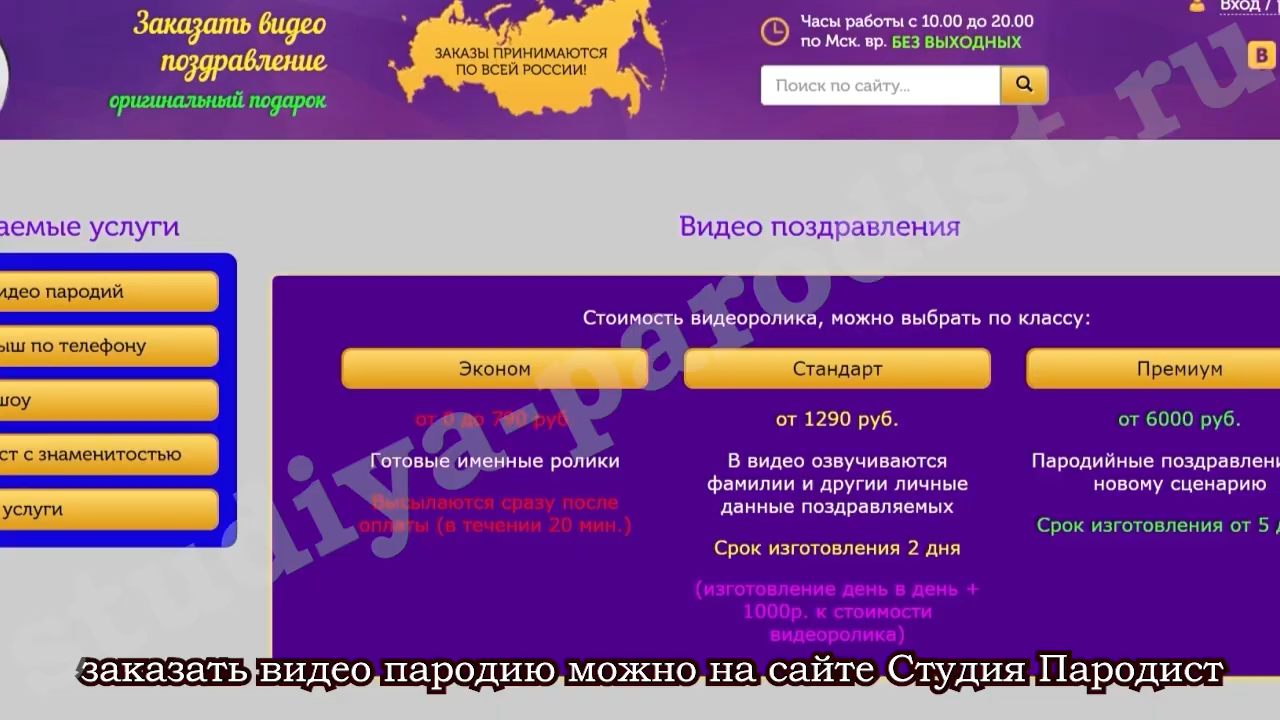 Заказать видео
поздравление
оригинальный подарок
ЗАКАЗЫ ПРИНИМАЮТСЯ
ПО ВСЕЙ РОССИИ!
Часы работы с 10.00 до 20.00
по Мск. вр. БЕЗ ВЫХОДНЫХ
Поиск по сайту...
Вход /
В
аемые услуги
идео пародий
ыш по телефону
шоу
ст с знаменитостью
услуги
Видео поздравления
Стоимость видеоролика, можно выбрать по классу:
Эконом
от 0 до 790 руб.
Готовые именные ролики
Высылаются сразу после
оплаты (в течении 20 мин.)
Стандарт
от 1290 руб.
В видео озвучиваются
фамилии и другии личные
данные поздравляемых
Срок изготовления 2 дня
(изготовление день в день +
1000р. к стоимости
видеоролика)
Премиум
от 6000 руб.
Пародийные поздравлени
новому сценарию
Срок изготовления от 5
studiya-parodist.ru
заказать видео пародию можно на сайте Студия Пародист